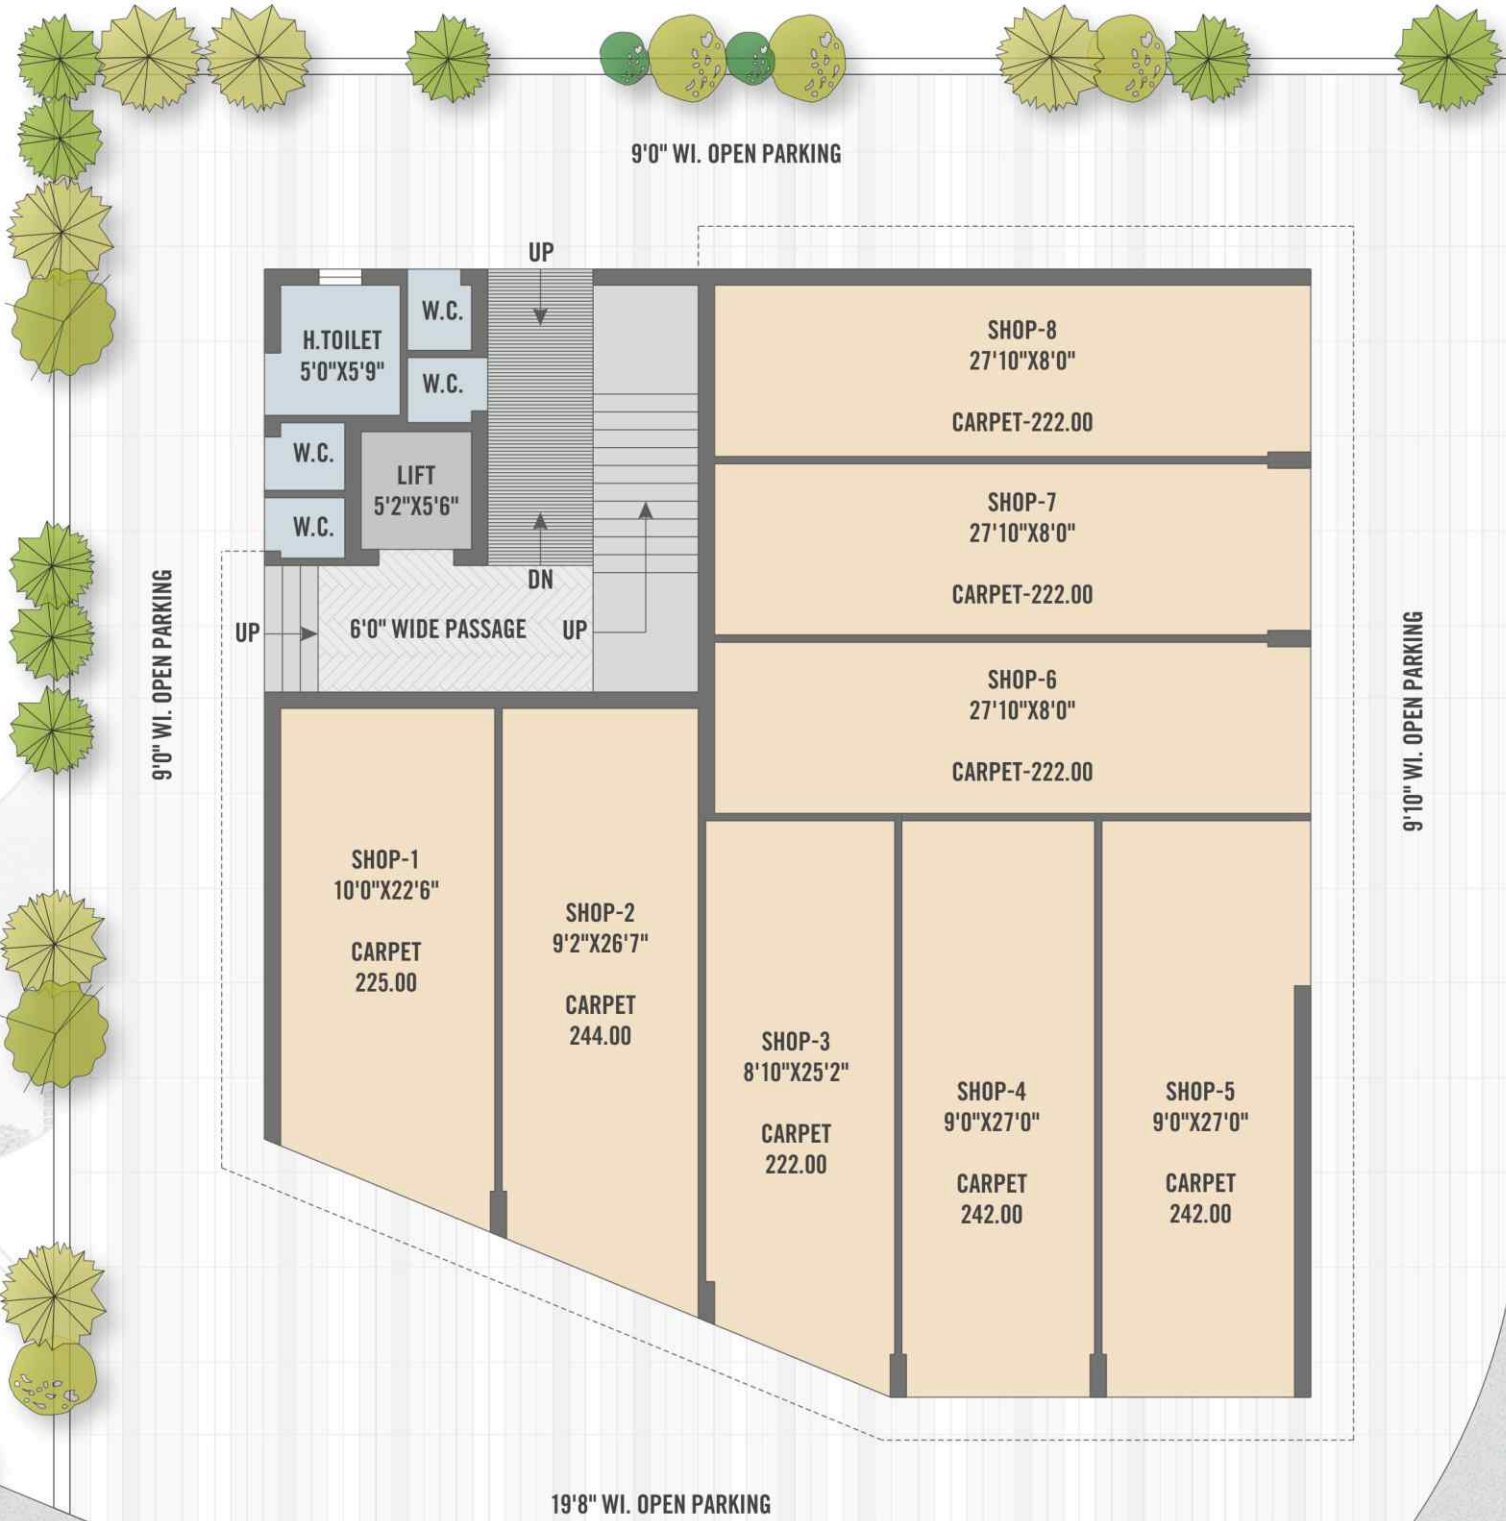 9'0" WI. OPEN PARKING
UP
H.TOILET
5'0"X5'9"
W.C.
W.C.
W.C.
W.C.
LIFT
5'2"X5'6"
DN
UP
6'0" WIDE PASSAGE
UP
9'0" WI. OPEN PARKING
SHOP-8
27'10"X8'0"
CARPET-222.00
SHOP-7
27'10"X8'0"
CARPET-222.00
SHOP-6
27'10"X8'0"
CARPET-222.00
9'10" WI. OPEN PARKING
SHOP-1
10'0"X22'6"
CARPET
225.00
SHOP-2
9'2"X26'7"
CARPET
244.00
SHOP-3
8'10"X25'2"
CARPET
222.00
SHOP-4
9'0"X27'0"
CARPET
242.00
SHOP-5
9'0"X27'0"
CARPET
242.00
19'8" WI. OPEN PARKING